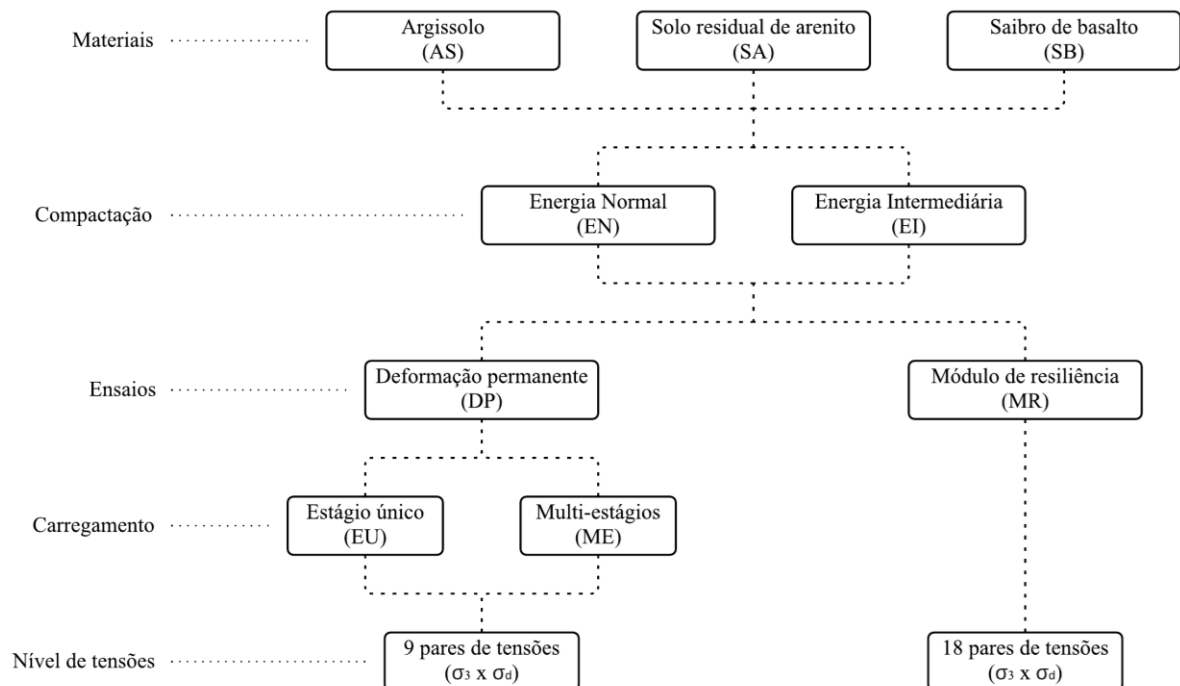 Materiais
Argissolo
(AS)
Solo residual de arenito
(SA)
Saibro de basalto
(SB)
Compactação
Energia Normal
(EN)
Energia Intermediária
(EI)
Ensaios
Deformação permanente
(DP)
Módulo de resiliência
(MR)
Carregamento
Estágio único
(EU)
Multi-estágios
(ME)
Nível de tensões
9 pares de tensões
(σ₃ x σd)
18 pares de tensões
(σ₃ x σd)